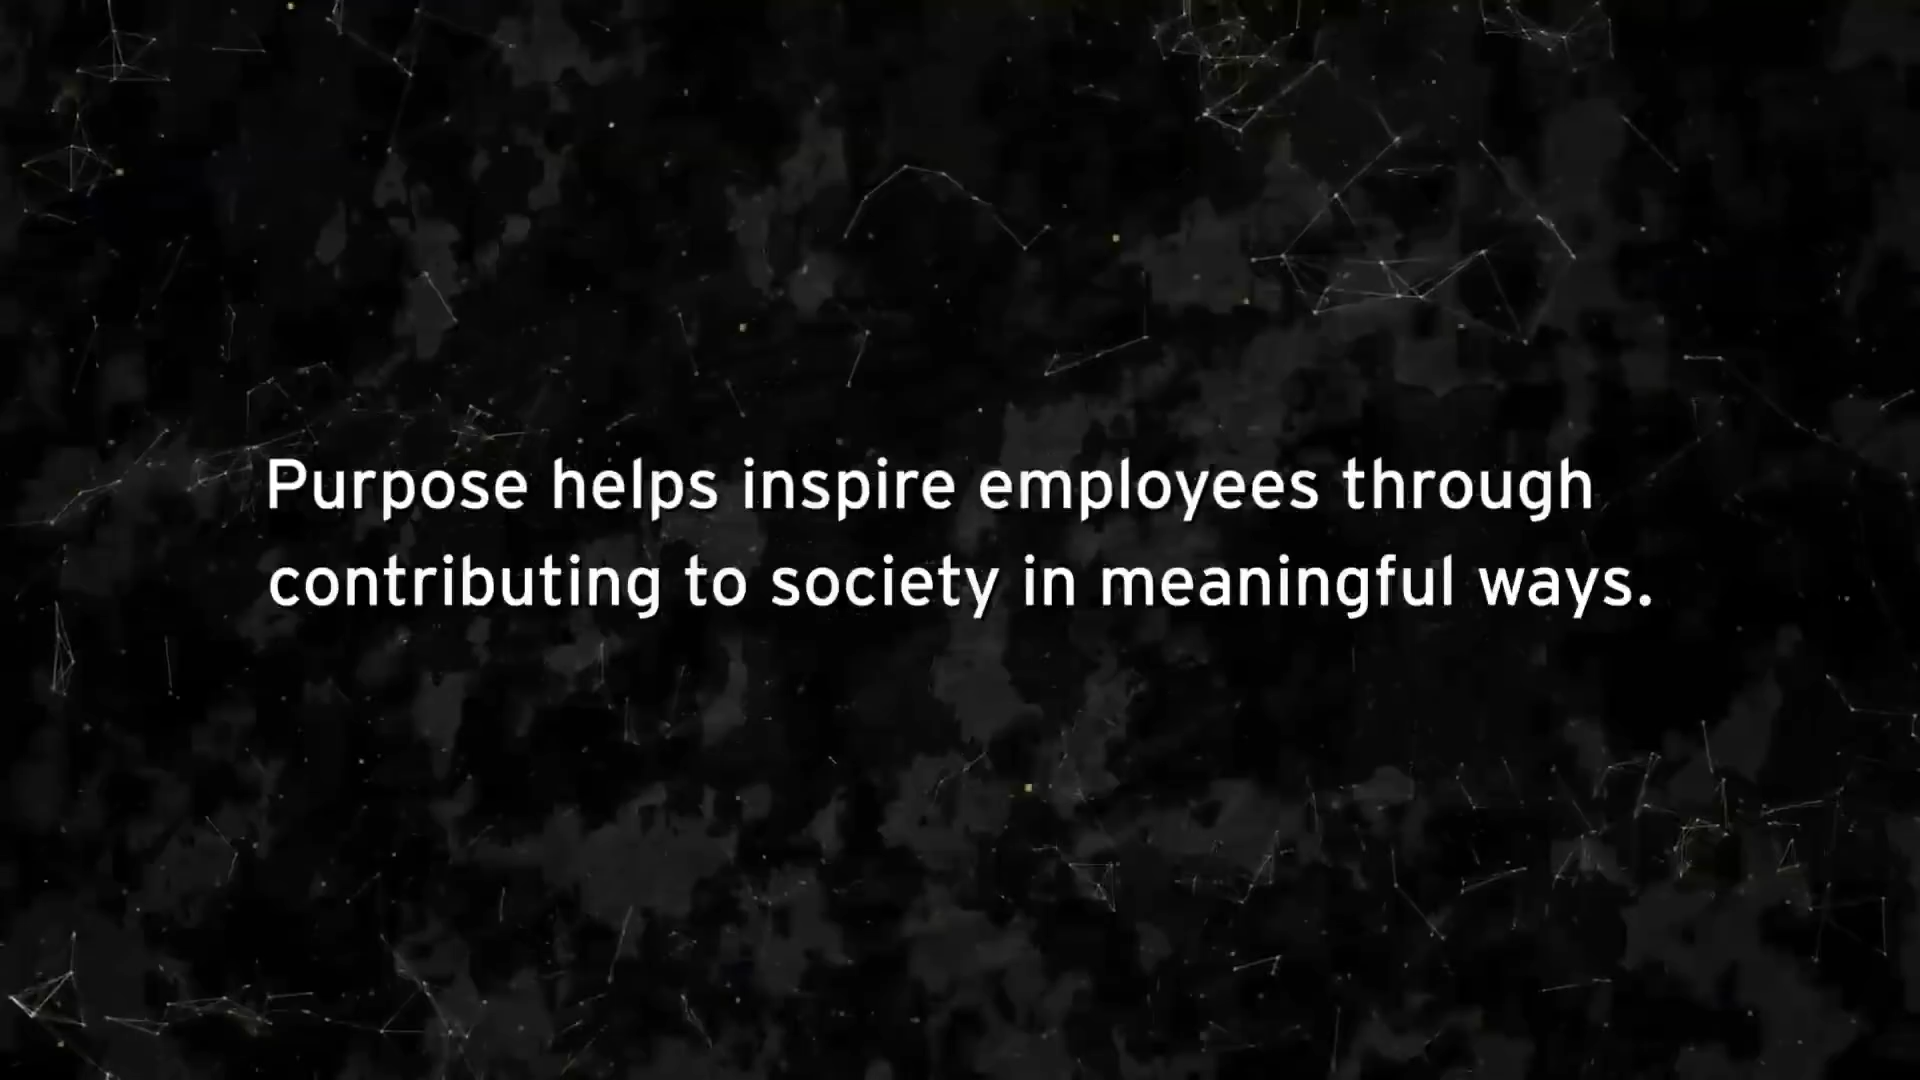 Purpose helps inspire employees through
contributing to society in meaningful ways.